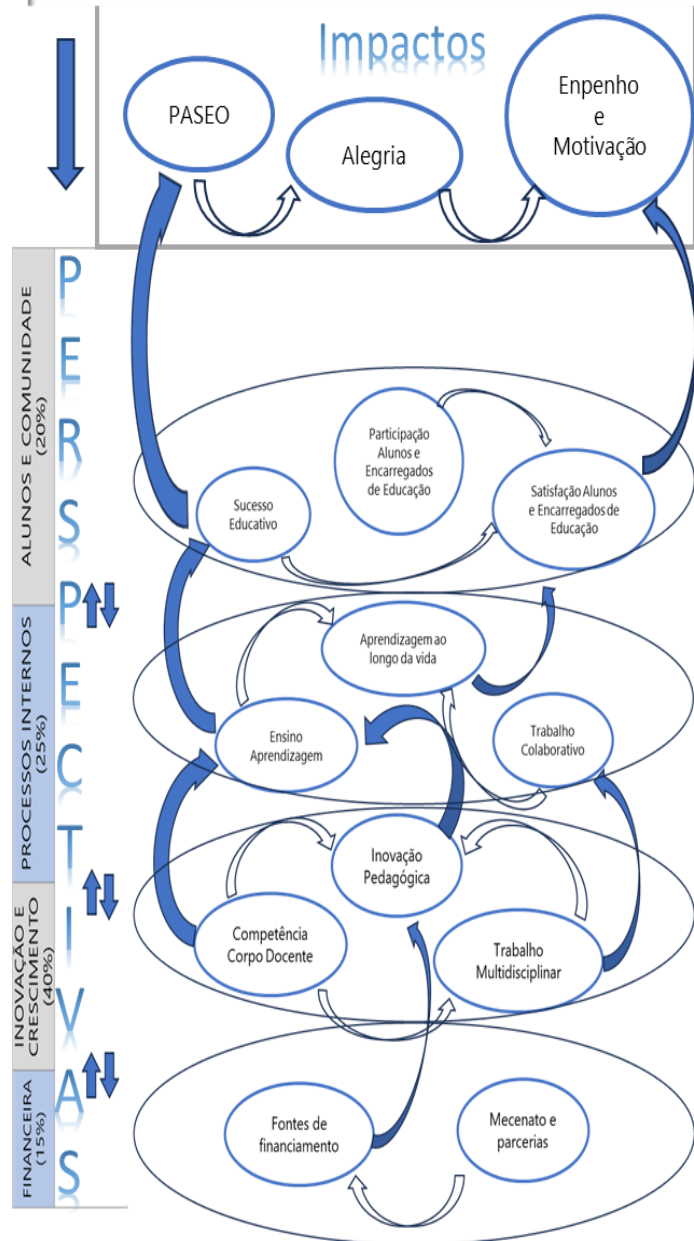 Impactos
PASEO
Alegria
Enpenho
e
Motivação
PERSPECTIVAS
ALUNOS E COMUNIDADE
(20%)
Participação
Alunos e
Encarregados
de Educação
Sucesso
Educativo
Satisfação Alunos
e Encarregados de
Educação
PROCESSOS INTERNOS
(25%)
Aprendizagem ao
longo da vida
Ensino
Aprendizagem
Trabalho
Colaborativo
INOVAÇÃO E
CRESCIMENTO
(40%)
Inovação
Pedagógica
Competência
Corpo Docente
Trabalho
Multidisciplinar
FINANCEIRA
(15%)
Fontes de
financiamento
Mecenato e
parcerias